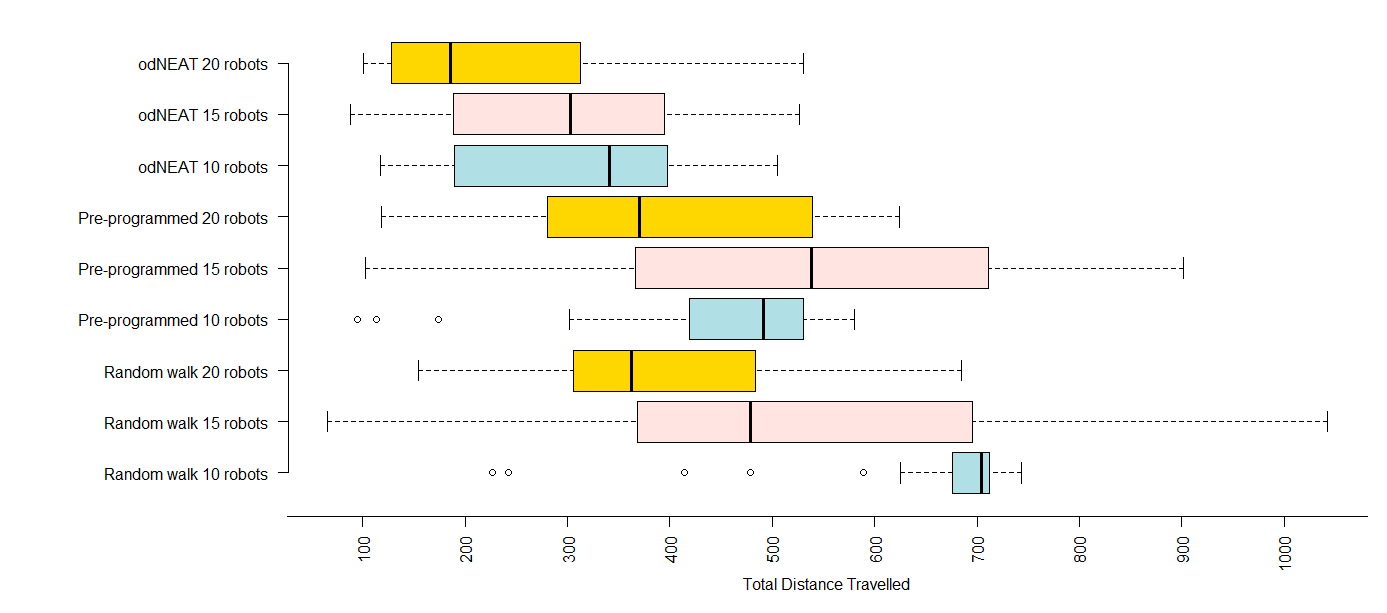 odNEAT 20 robots
odNEAT 15 robots
odNEAT 10 robots
Pre-programmed 20 robots
Pre-programmed 15 robots
Pre-programmed 10 robots
Random walk 20 robots
Random walk 15 robots
Random walk 10 robots
100 200 300 400 500 600 700 800 900 1000
Total Distance Travelled